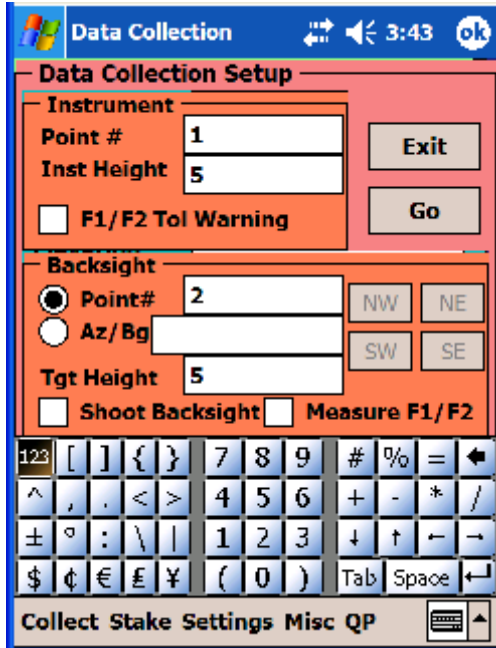 Data Collection 3:43 ok
Data Collection Setup
Instrument
Point # 1
Exit
Inst Height 5
F1/F2 Tol Warning
Go
Backsight
Point# 2
NW NE
Az/Bg
SW SE
Tgt Height 5
Shoot Backsight Measure F1/F2
123 [ ] { } 7 8 9 # % = 
^ , . < > 4 5 6 + - * /
± º : \ | 1 2 3 ↓ ↑ ← →
$ ¢ € £ ¥ ( 0 ) Tab Space
Collect Stake Settings Misc QP